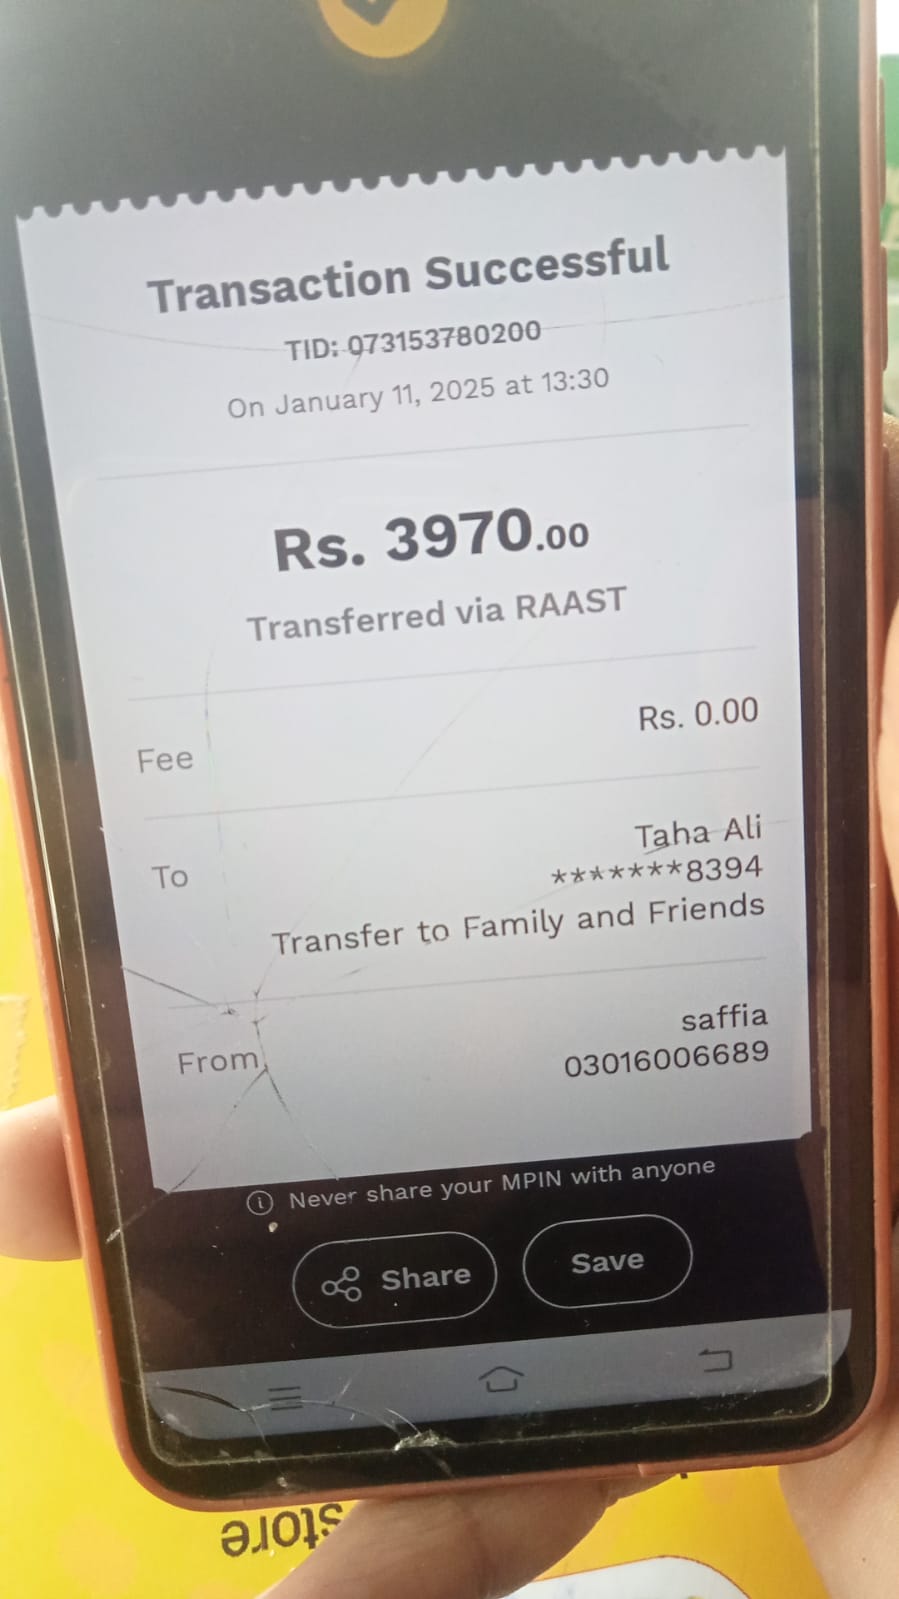 Transaction Successful
TID: 073153780200
On January 11, 2025 at 13:30
Rs. 3970.00
Transferred via RAAST
Fee
Rs. 0.00
To
Taha Ali
*******8394
Transfer to Family and Friends
From
saffia
03016006689
Never share your MPIN with anyone
Share
Save
store